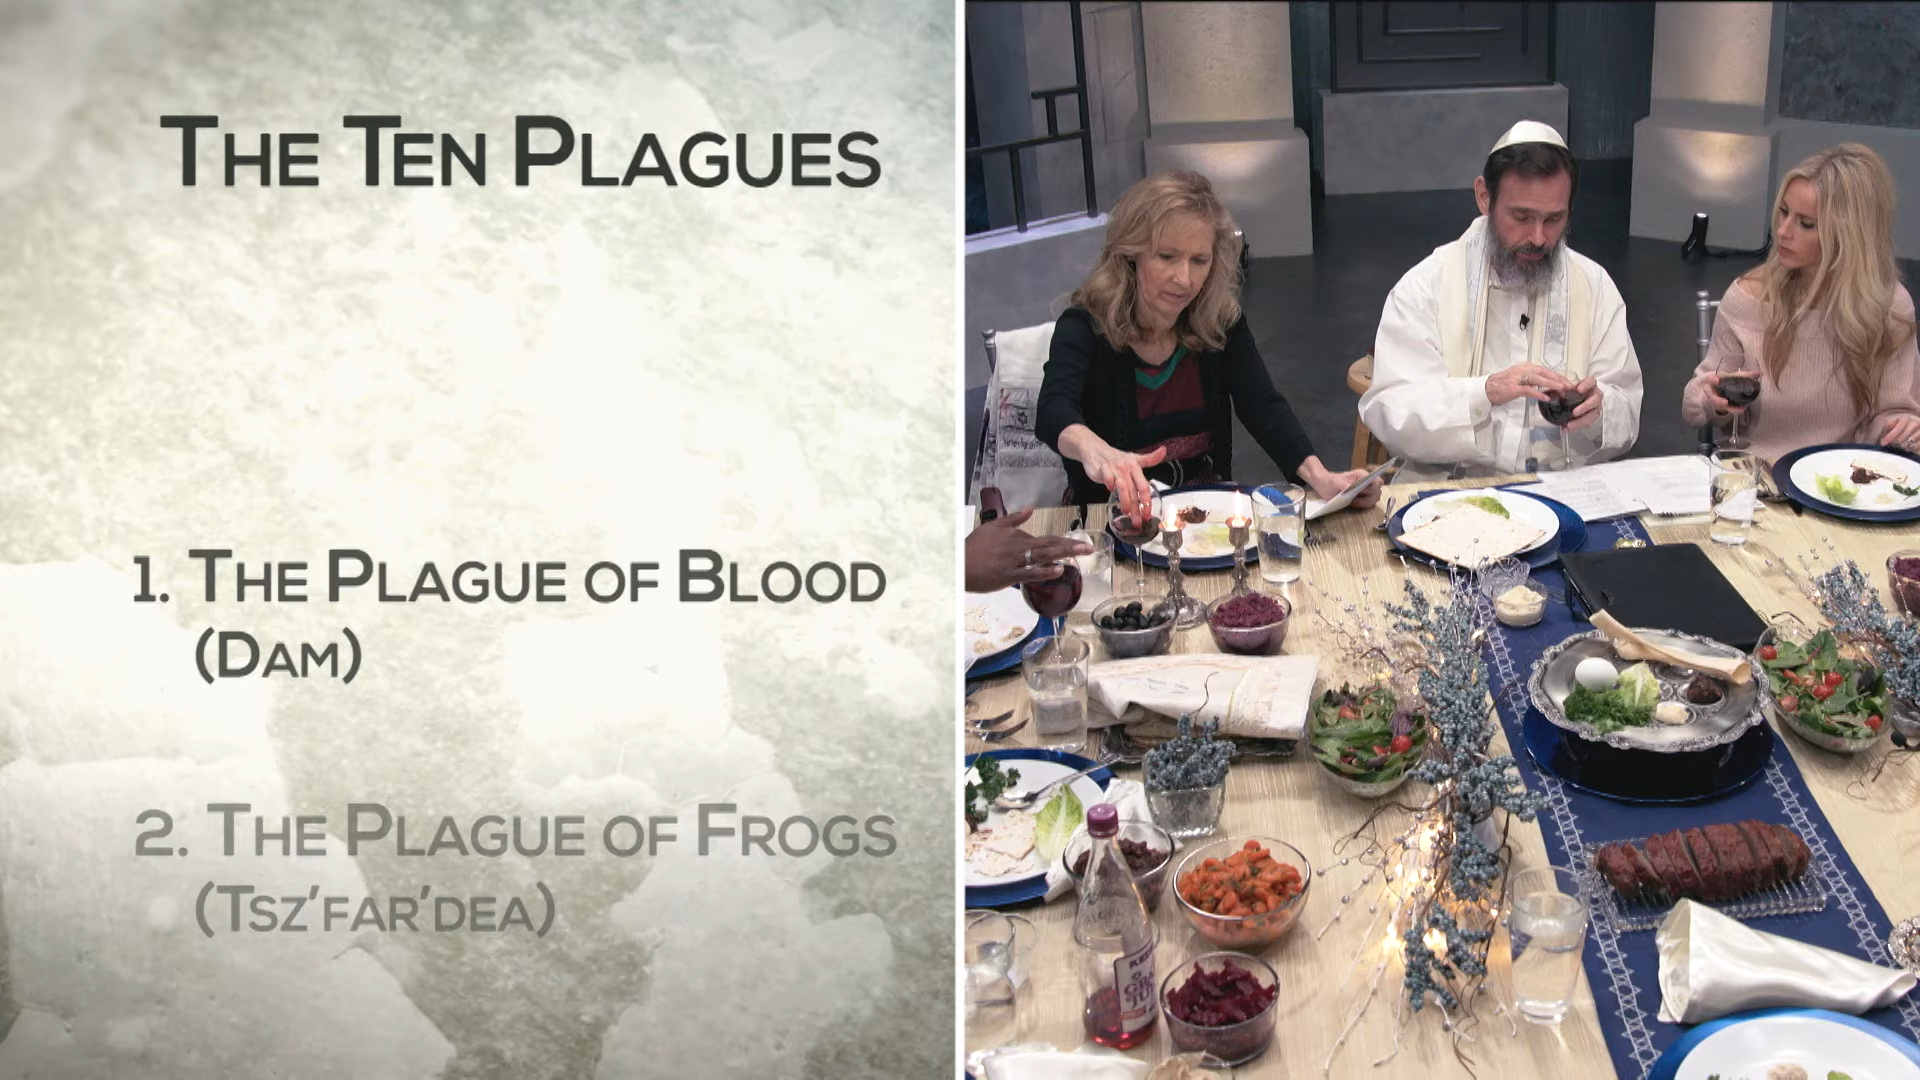 The Ten Plagues
1. The Plague of Blood
(Dam)
2. The Plague of Frogs
(Tsz'far'dea)